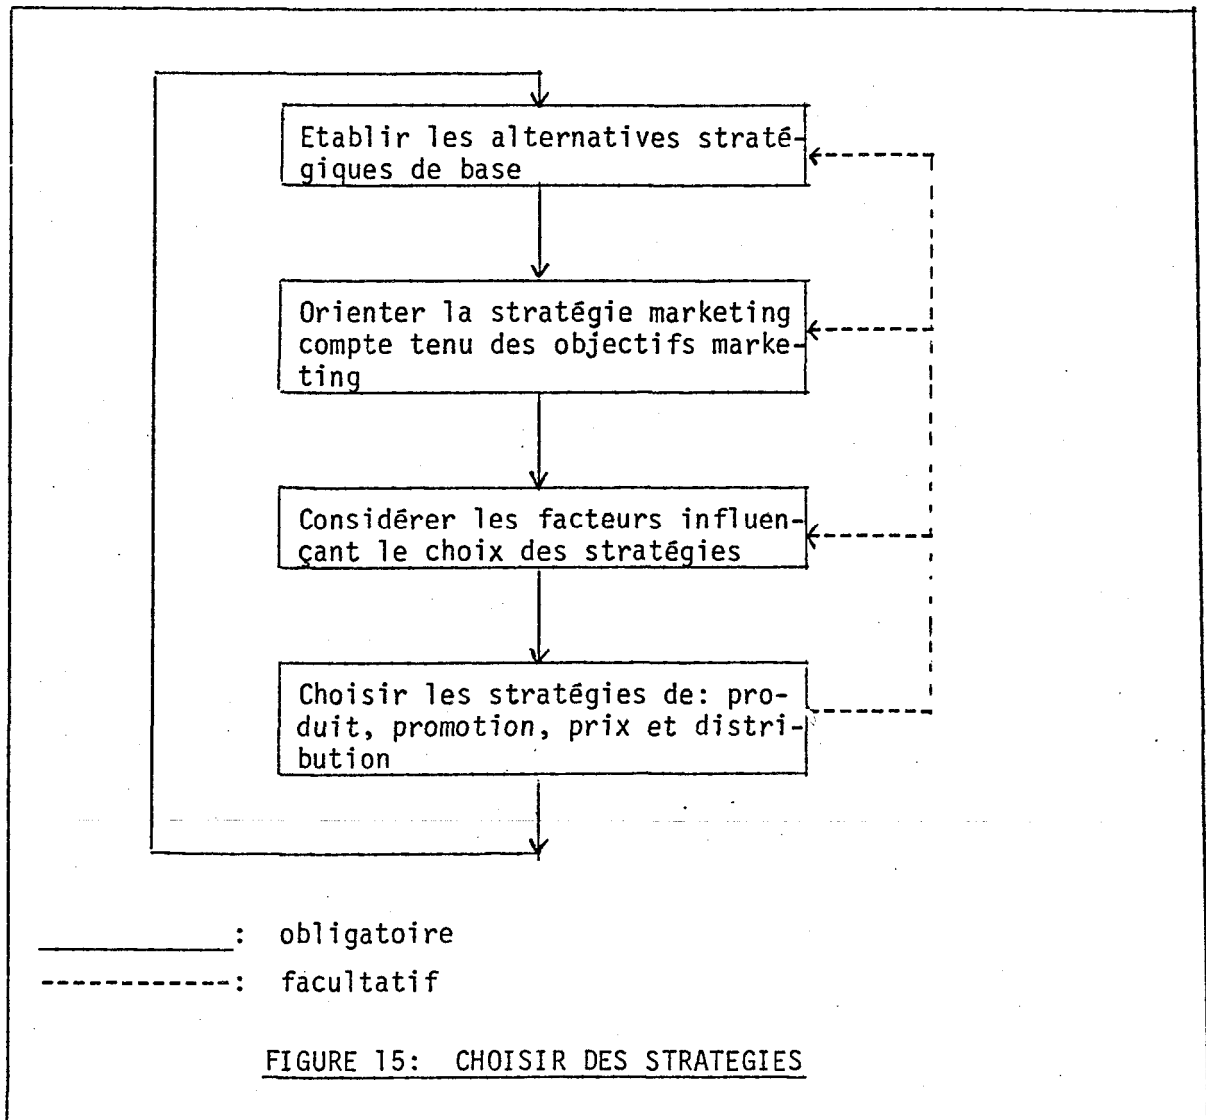 Etablir les alternatives straté-
giques de base
Orienter la stratégie marketing
compte tenu des objectifs marke-
ting
Considérer les facteurs influen-
çant le choix des stratégies
Choisir les stratégies de: pro-
duit, promotion, prix et distri-
bution
____________: obligatoire
------------: facultatif
FIGURE 15: CHOISIR DES STRATEGIES